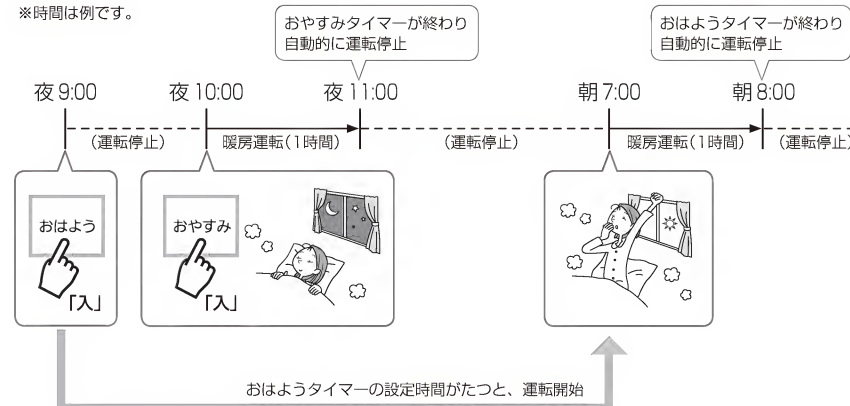 ※時間は例です。
おやすみタイマーが終わり
自動的に運転停止
おはようタイマーが終わり
自動的に運転停止
夜9:00
夜10:00
夜11:00
朝7:00
朝8:00
（運転停止）
暖房運転（1時間）
（運転停止）
暖房運転（1時間）
（運転停止）
おはよう
「入」
おやすみ
「入」
おはようタイマーの設定時間がたつと、運転開始